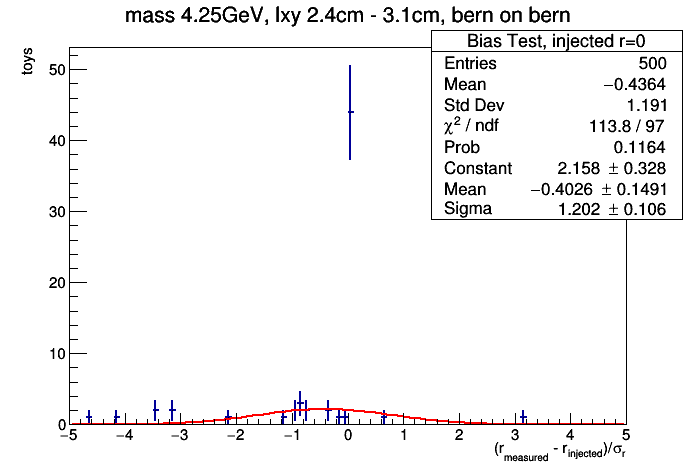 mass 4.25GeV, lxy 2.4cm - 3.1cm, bern on bern
Bias Test, injected r=0
Entries 500
Mean −0.4364
Std Dev 1.191
χ² / ndf 113.8 / 97
Prob 0.1164
Constant 2.158 ± 0.328
Mean −0.4026 ± 0.1491
Sigma 1.202 ± 0.106
toys
50
40
30
20
10
0
−5 −4 −3 −2 −1 0 1 2 3 4 5
(r_measured - r_injected)/σ_r